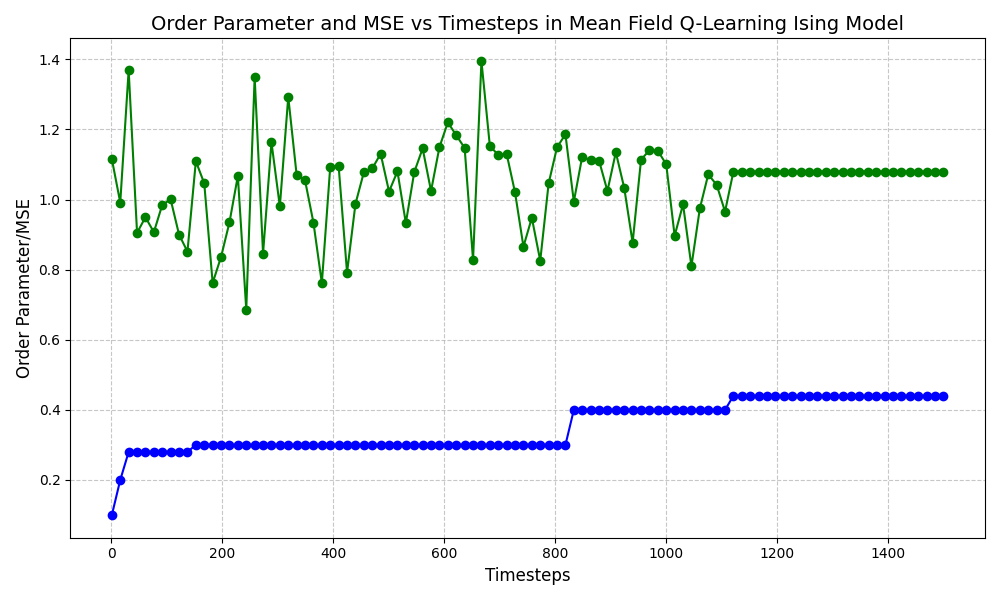 Order Parameter and MSE vs Timesteps in Mean Field Q-Learning Ising Model
Order Parameter/MSE
1.4
1.2
1.0
0.8
0.6
0.4
0.2
0 200 400 600 800 1000 1200 1400
Timesteps